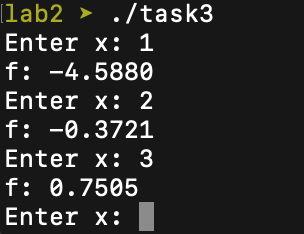 lab2 ➤ ./task3
Enter x: 1
f: -4.5880
Enter x: 2
f: -0.3721
Enter x: 3
f: 0.7505
Enter x: